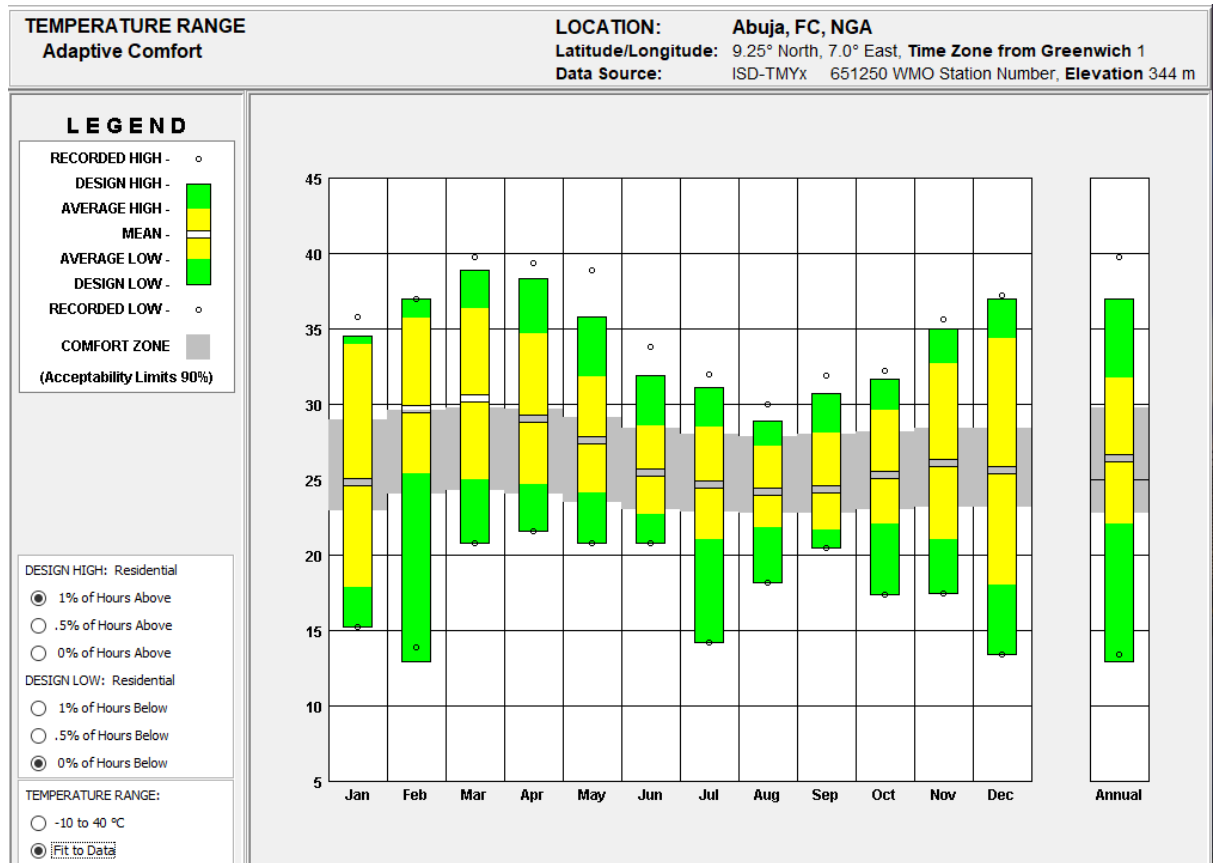 TEMPERATURE RANGE
Adaptive Comfort
LOCATION: Abuja, FC, NGA
Latitude/Longitude: 9.25° North, 7.0° East, Time Zone from Greenwich 1
Data Source: ISD-TMYx 651250 WMO Station Number, Elevation 344 m
LEGEND
RECORDED HIGH -
DESIGN HIGH -
AVERAGE HIGH -
MEAN -
AVERAGE LOW -
DESIGN LOW -
RECORDED LOW -
COMFORT ZONE
(Acceptability Limits 90%)
DESIGN HIGH: Residential
1% of Hours Above
.5% of Hours Above
0% of Hours Above
DESIGN LOW: Residential
1% of Hours Below
.5% of Hours Below
0% of Hours Below
TEMPERATURE RANGE:
-10 to 40 °C
Fit to Data
45
40
35
30
25
20
15
10
5
Jan Feb Mar Apr May Jun Jul Aug Sep Oct Nov Dec Annual